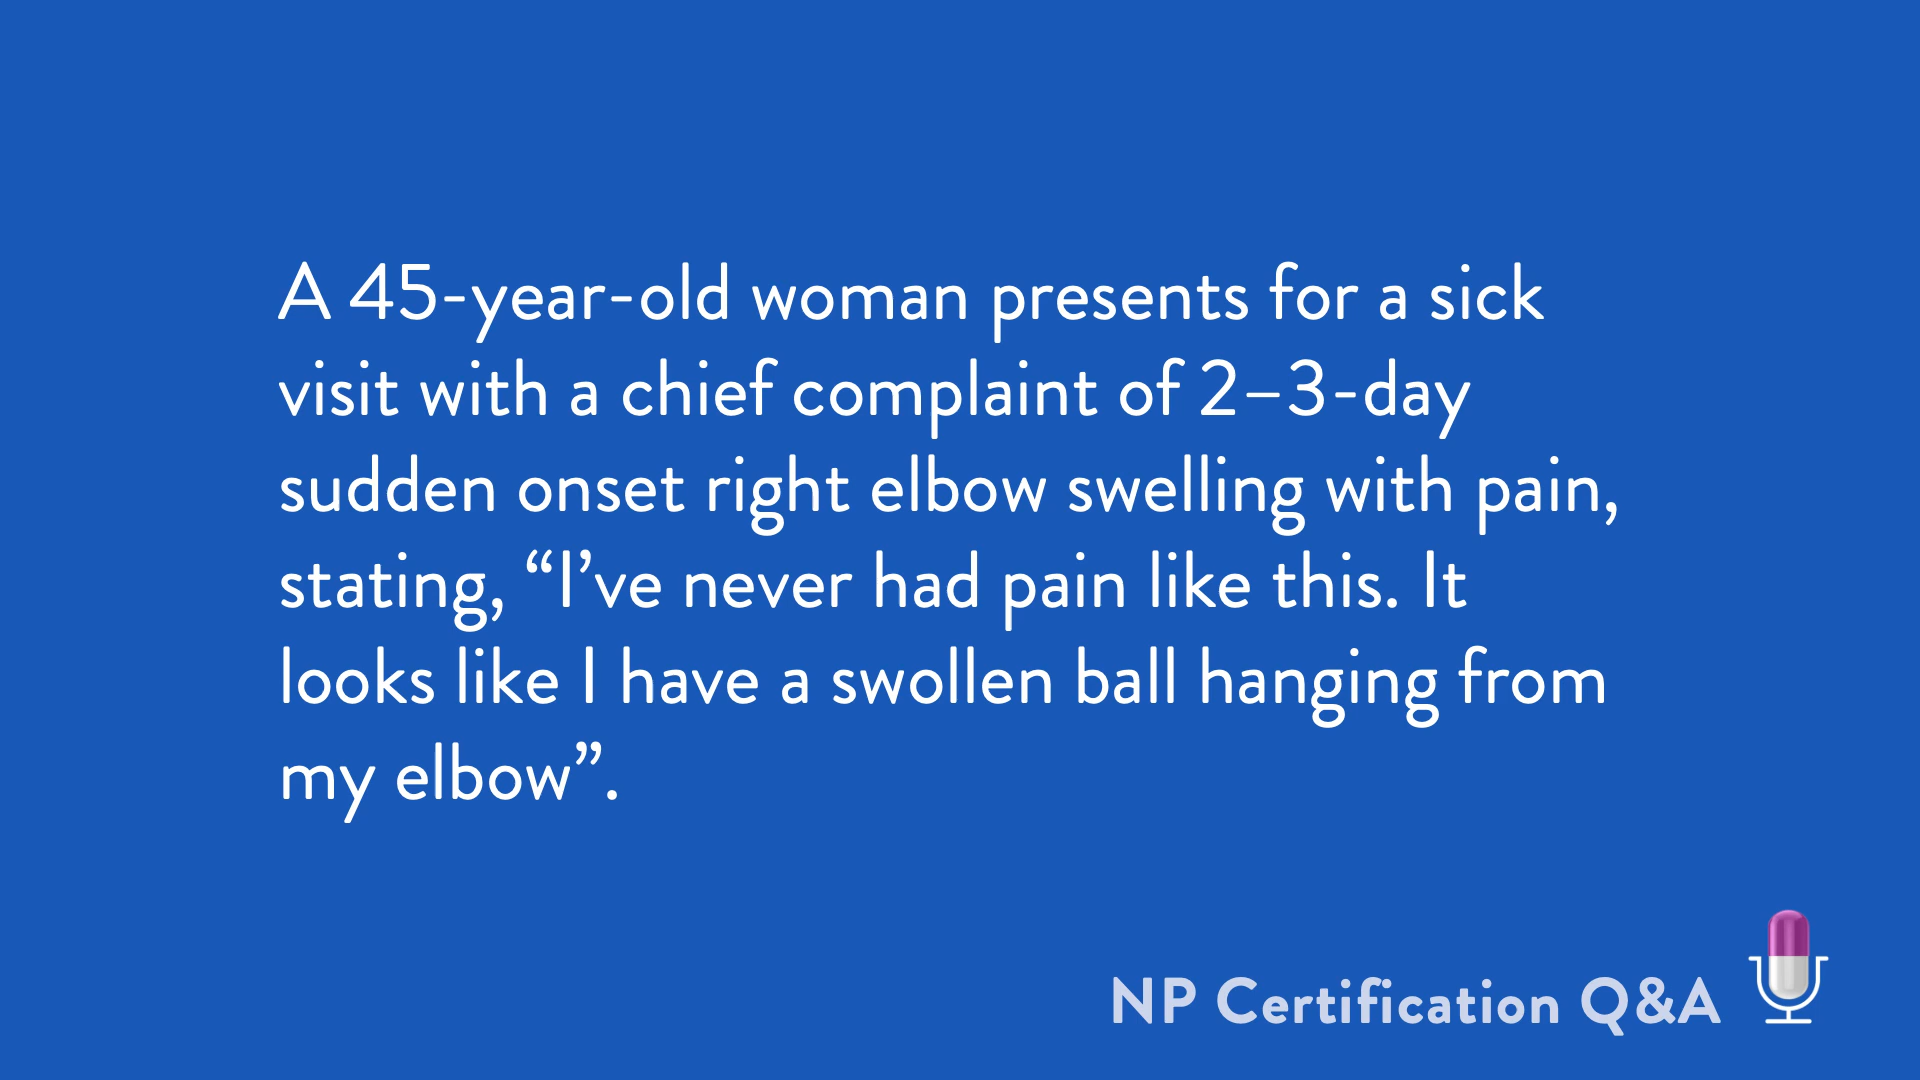 A 45-year-old woman presents for a sick
visit with a chief complaint of 2–3-day
sudden onset right elbow swelling with pain,
stating, “I’ve never had pain like this. It
looks like I have a swollen ball hanging from
my elbow”.
NP Certification Q&A